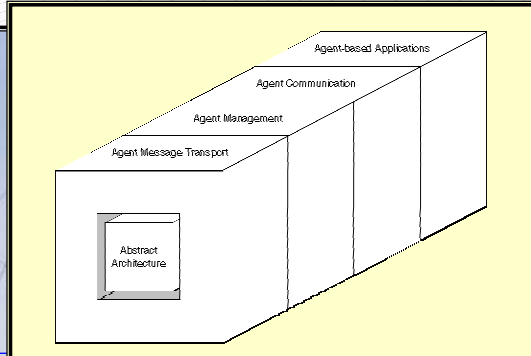 Agent-based Applications
Agent Communication
Agent Management
Agent Message Transport
Abstract
Architecture